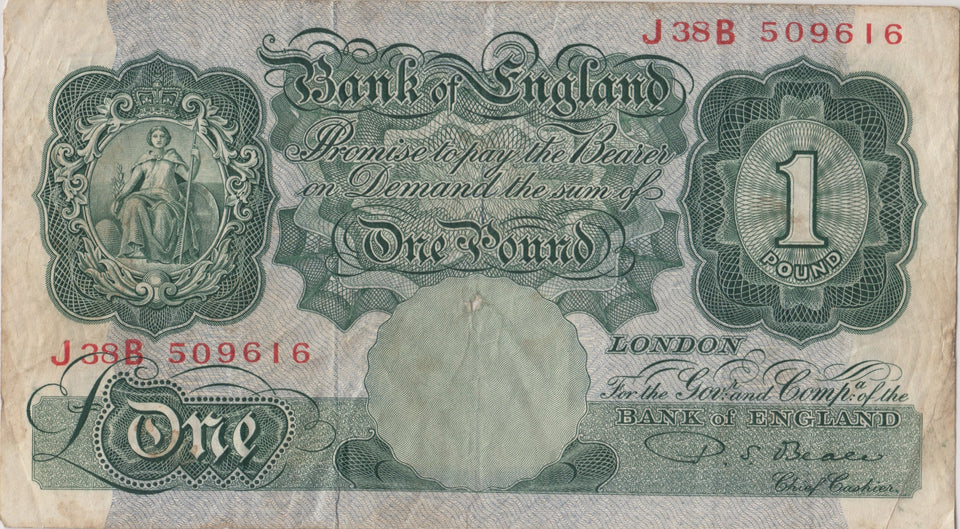 J38B 509616
Bank of England
Promise to pay the Bearer
on Demand the sum of
One Pound
1
POUND
J38B 509616
LONDON
For the Govr. and Compa. of the
BANK of ENGLAND
£One
P. S. Beale
Chief Cashier.